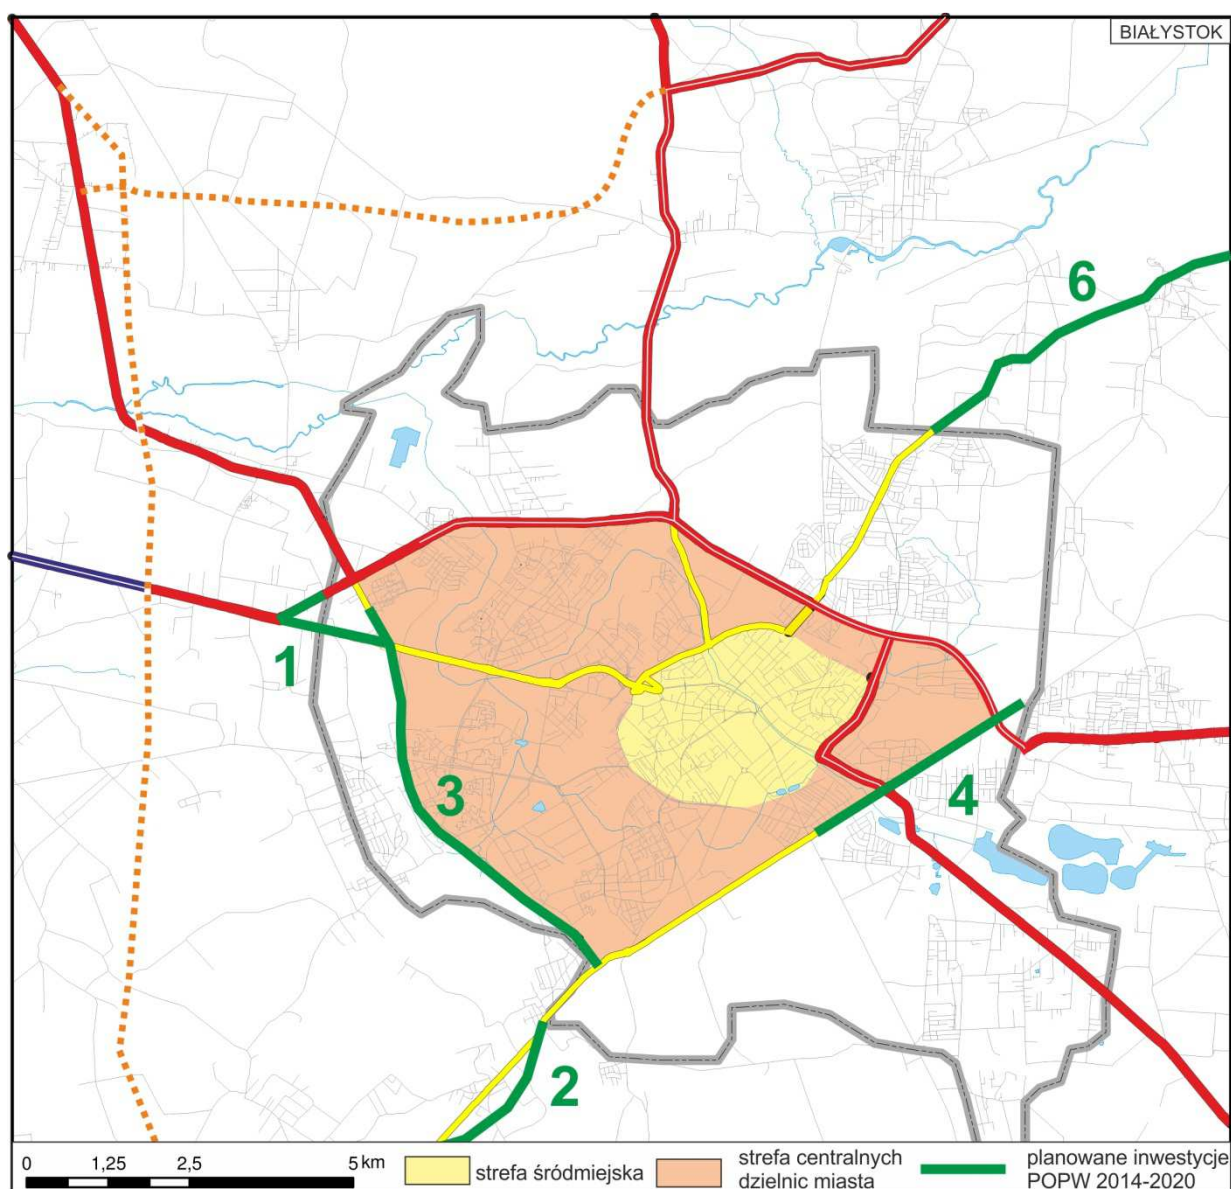 BIAŁYSTOK
6
1
3
4
2
0 1,25 2,5 5 km
strefa śródmiejska
strefa centralnych
dzielnic miasta
planowane inwestycje
POPW 2014-2020